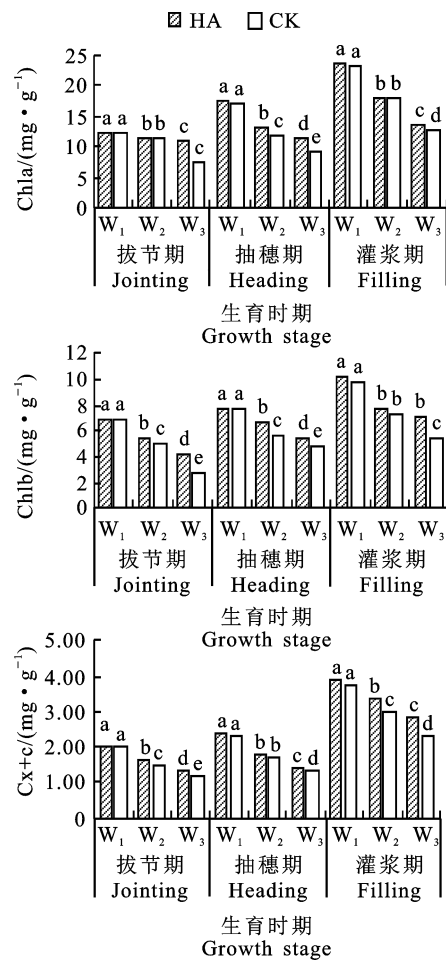 HA CK
Chla/(mg·g⁻¹)
25
20
15
10
5
0
a a b b c c a a b c d e a a b b c d
W₁ W₂ W₃ W₁ W₂ W₃ W₁ W₂ W₃
拔节期 抽穗期 灌浆期
Jointing Heading Filling
生育时期
Growth stage
Chlb/(mg·g⁻¹)
12
10
8
6
4
2
0
a a b c d e a a b c d e a a b b b c
W₁ W₂ W₃ W₁ W₂ W₃ W₁ W₂ W₃
拔节期 抽穗期 灌浆期
Jointing Heading Filling
生育时期
Growth stage
Cx+c/(mg·g⁻¹)
5.00
4.00
3.00
2.00
1.00
0
a a b c d e a a b b c d a a b c c d
W₁ W₂ W₃ W₁ W₂ W₃ W₁ W₂ W₃
拔节期 抽穗期 灌浆期
Jointing Heading Filling
生育时期
Growth stage